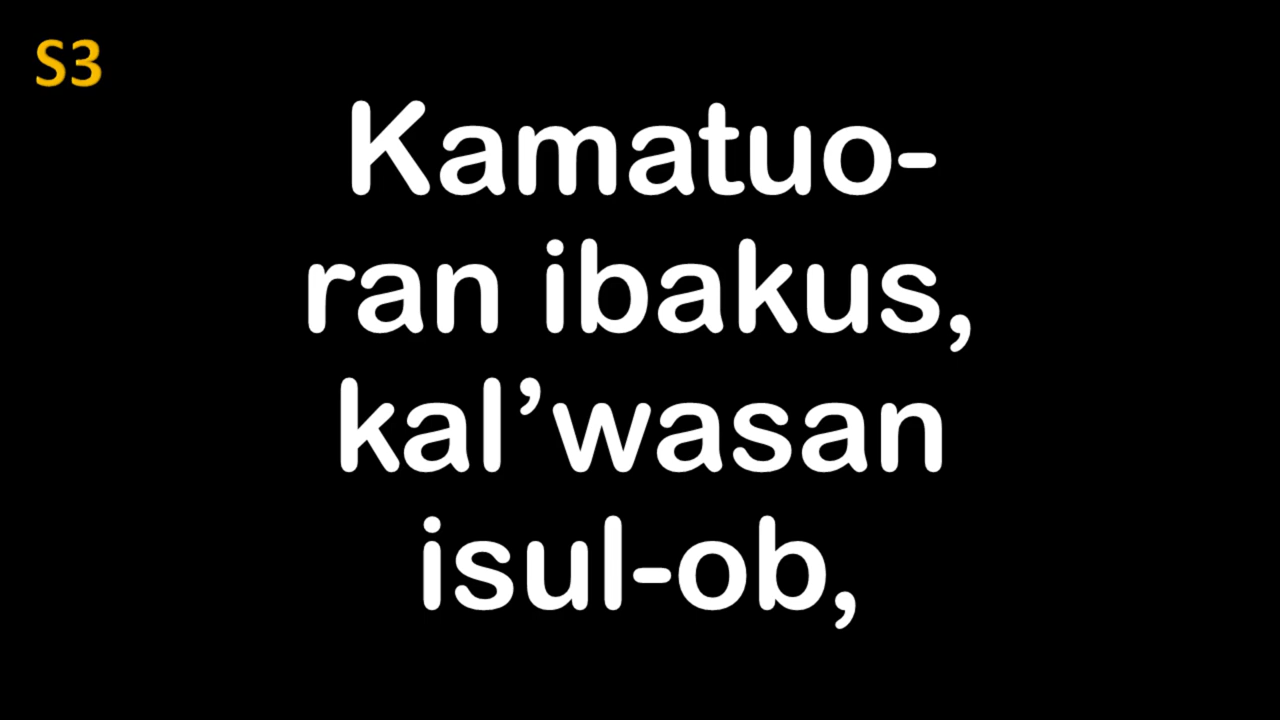 S3
Kamatuo-
ran ibakus,
kal’wasan
isul-ob,